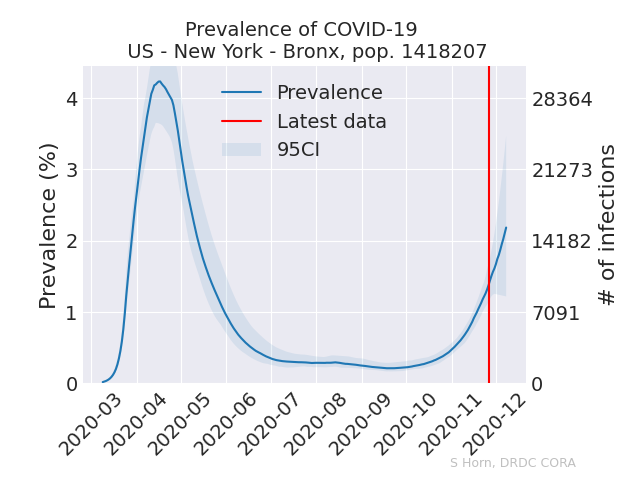 Prevalence of COVID-19
US - New York - Bronx, pop. 1418207
Prevalence
Latest data
95CI
Prevalence (%)
4
3
2
1
0
28364
21273
14182
7091
0
# of infections
2020-03
2020-04
2020-05
2020-06
2020-07
2020-08
2020-09
2020-10
2020-11
2020-12
S Horn, DRDC CORA